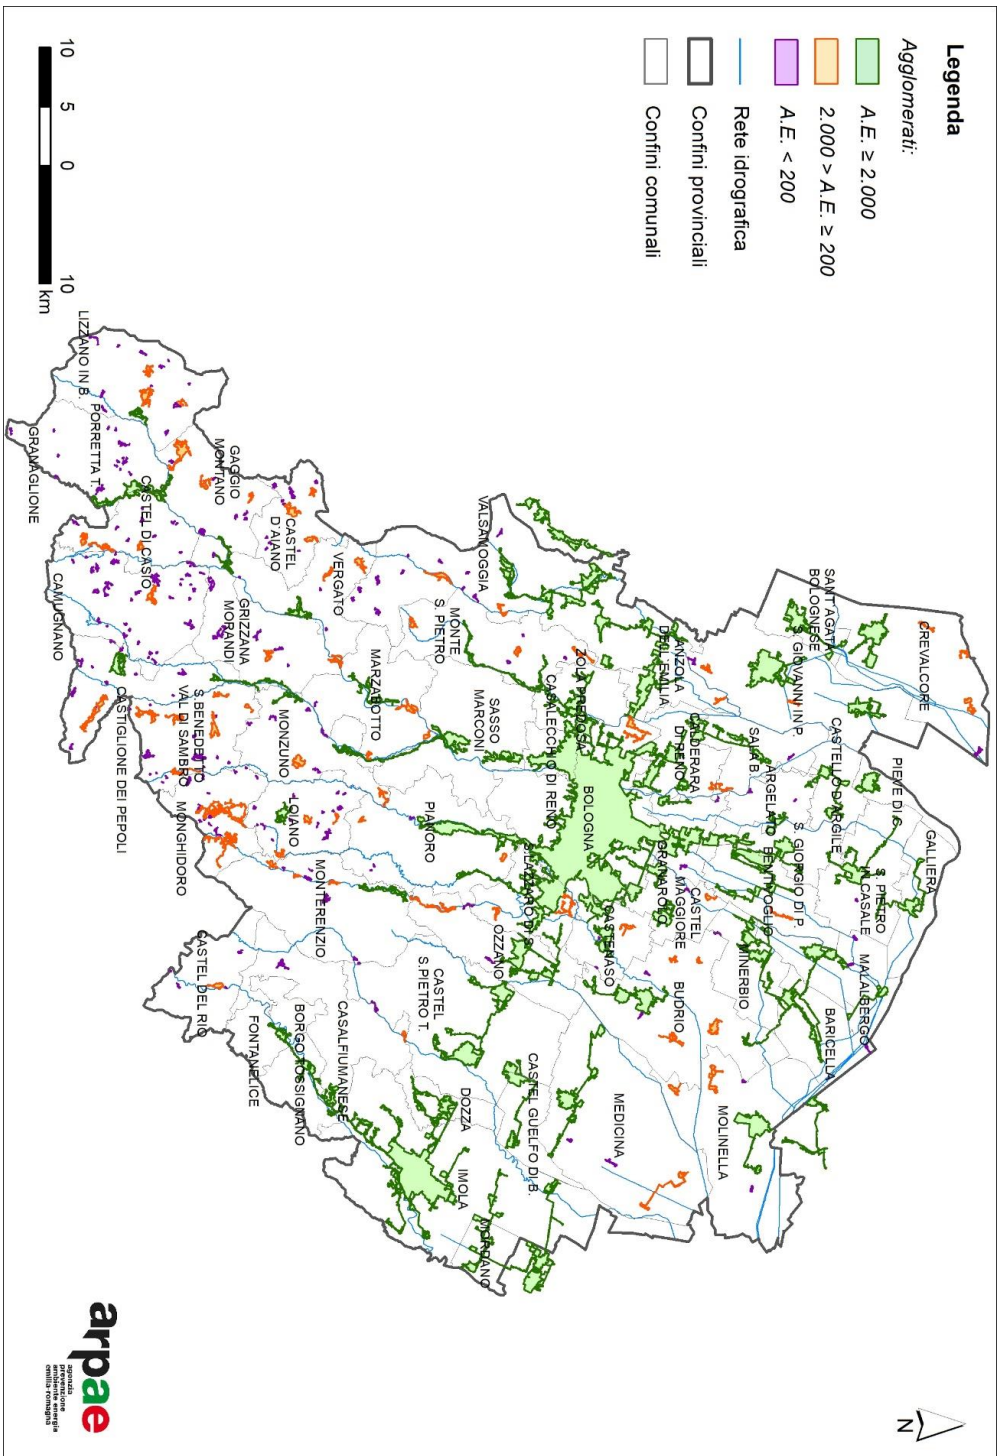 Legenda
Agglomerati:
A.E. ≥ 2.000
2.000 > A.E. ≥ 200
A.E. < 200
Rete idrografica
Confini provinciali
Confini comunali
10
5
0
10
km
N
CREVALCORE
SANT'AGATA
BOLOGNESE
S. GIOVANNI IN P.
PIEVE DI C.
GALLIERA
CASTELLO D'ARGILE
S. PIETRO
IN CASALE
SALA B.
ARGELATO
S. GIORGIO DI P.
MALALBERGO
BENTIVOGLIO
BARICELLA
ANZOLA
DELL'EMILIA
CALDERARA
DI RENO
CASTEL
MAGGIORE
MINERBIO
GRANAROLO
BUDRIO
MOLINELLA
ZOLA PREDOSA
CASALECCHIO DI RENO
BOLOGNA
CASTENASO
MEDICINA
VALSAMOGGIA
S.LAZZARO DI S.
OZZANO
CASTEL GUELFO DI B.
MONTE
S. PIETRO
SASSO
MARCONI
PIANORO
CASTEL
S.PIETRO T.
DOZZA
IMOLA
MORDANO
MARZABOTTO
VERGATO
MONTERENZIO
CASALFIUMANESE
BORGO TOSSIGNANO
FONTANELICE
CASTEL DEL RIO
CASTEL
D'AIANO
GAGGIO
MONTANO
GRIZZANA
MORANDI
MONZUNO
LOIANO
S. BENEDETTO
VAL DI SAMBRO
MONGHIDORO
CASTEL DI CASIO
LIZZANO IN B.
PORRETTA T.
GRANAGLIONE
CAMUGNANO
CASTIGLIONE DEI PEPOLI
arpae
agenzia
prevenzione
ambiente energia
emilia-romagna